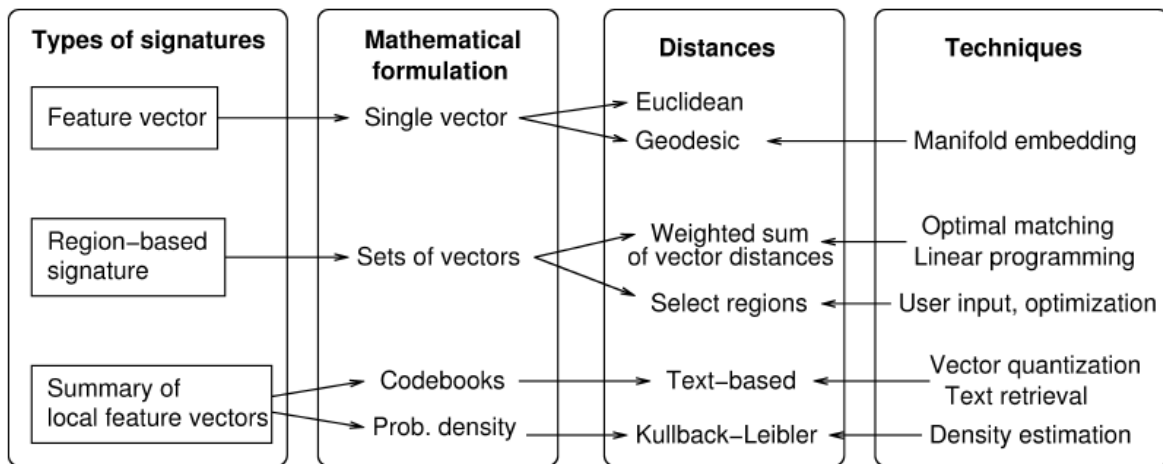 Types of signatures
Feature vector
Region−based
signature
Summary of
local feature vectors
Mathematical
formulation
Single vector
Sets of vectors
Codebooks
Prob. density
Distances
Euclidean
Geodesic
Weighted sum
of vector distances
Select regions
Text−based
Kullback−Leibler
Techniques
Manifold embedding
Optimal matching
Linear programming
User input, optimization
Vector quantization
Text retrieval
Density estimation